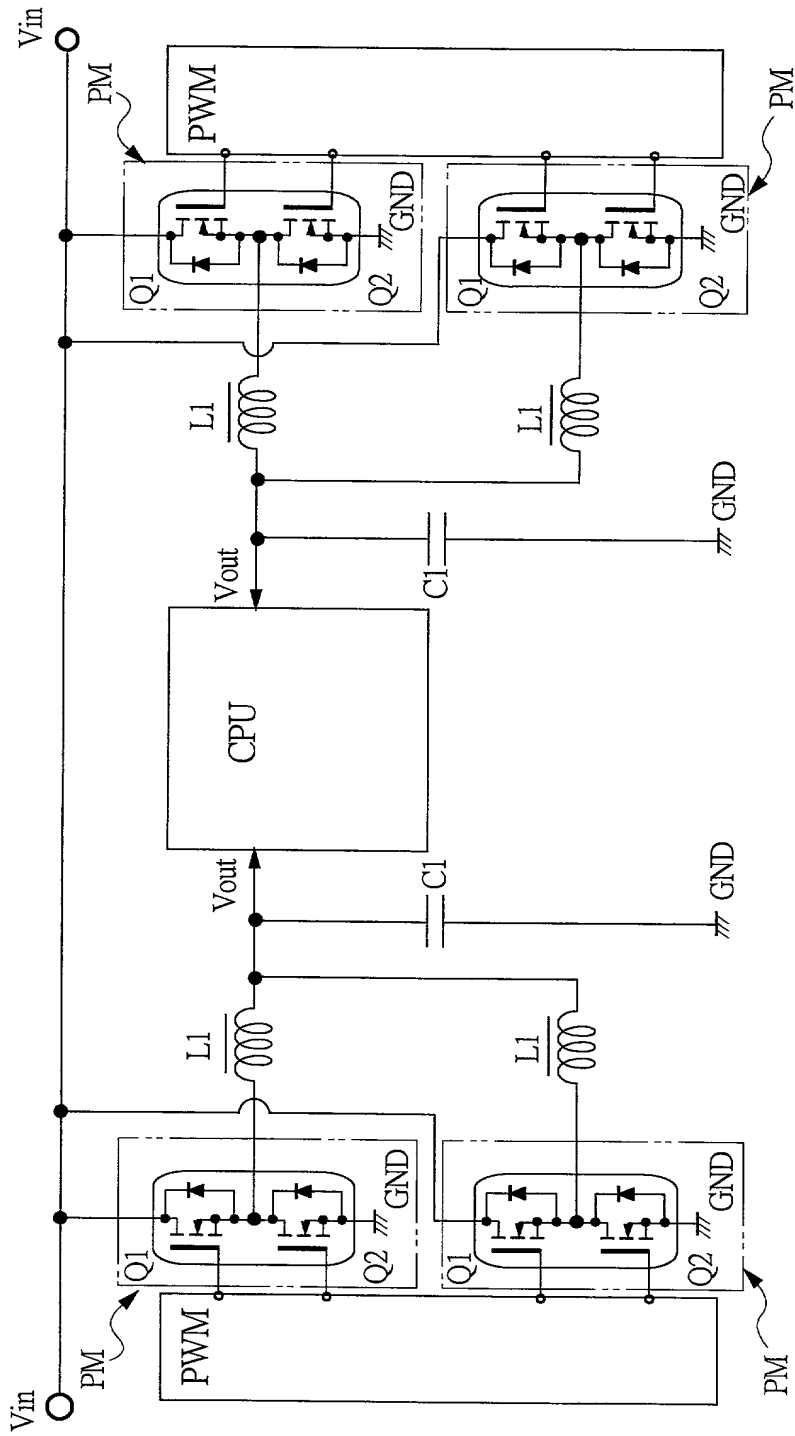 Vin
Vin
PM
PM
PWM
PWM
Q1
Q2
GND
Q1
Q2
GND
L1
L1
Vout
C1
GND
CPU
Vout
C1
GND
L1
L1
Q1
Q2
GND
Q1
Q2
GND
PM
PM